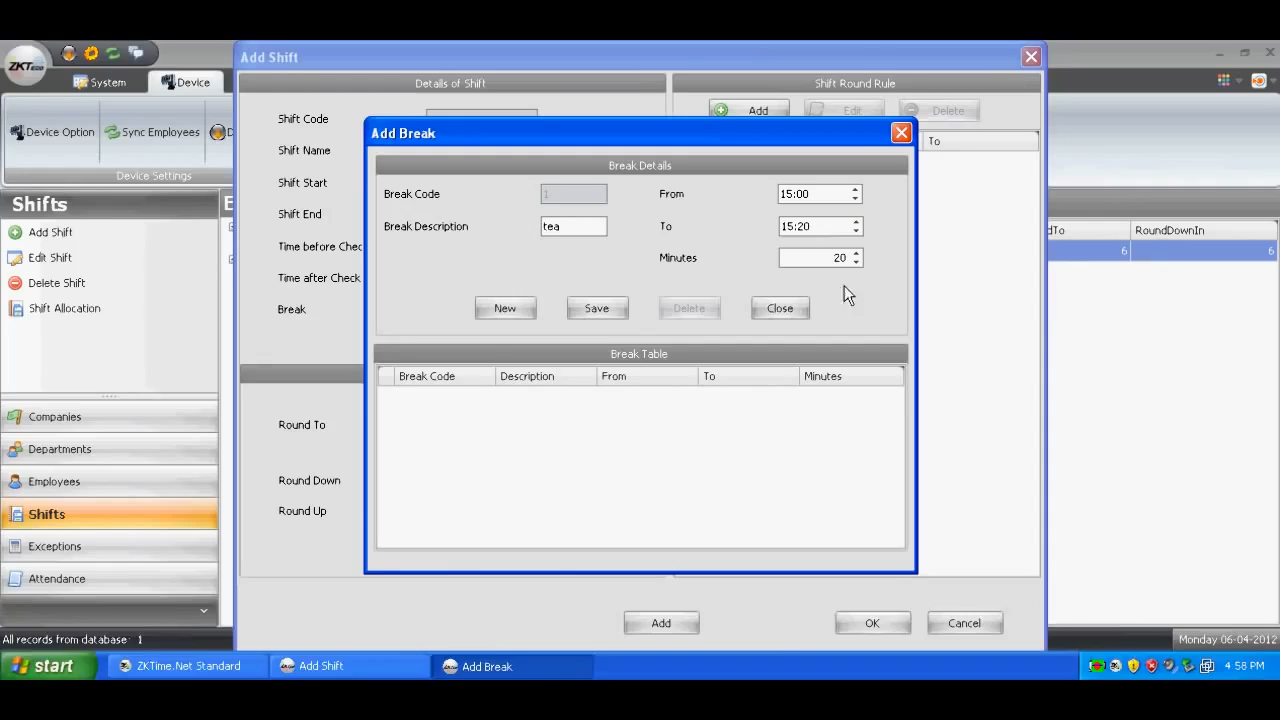 Add Shift
ZKTeco
System
Device
Details of Shift
Shift Round Rule
Add
Edit
Delete
Device Option
Sync Employees
D
Device Settings
Shift Code
Shift Name
Shift Start
Shift End
Time before Chec
Time after Check
Break
To
Add Break
Break Details
Break Code
1
From
15:00
Break Description
tea
To
15:20
Minutes
20
New
Save
Delete
Close
Break Table
Break Code
Description
From
To
Minutes
Shifts
E
Add Shift
Edit Shift
Delete Shift
Shift Allocation
dTo
RoundDownIn
6
6
Companies
Departments
Employees
Shifts
Exceptions
Attendance
Round To
Round Down
Round Up
Add
OK
Cancel
All records from database: 1
Monday 06-04-2012
start
ZKTime.Net Standard
Add Shift
Add Break
4:58 PM